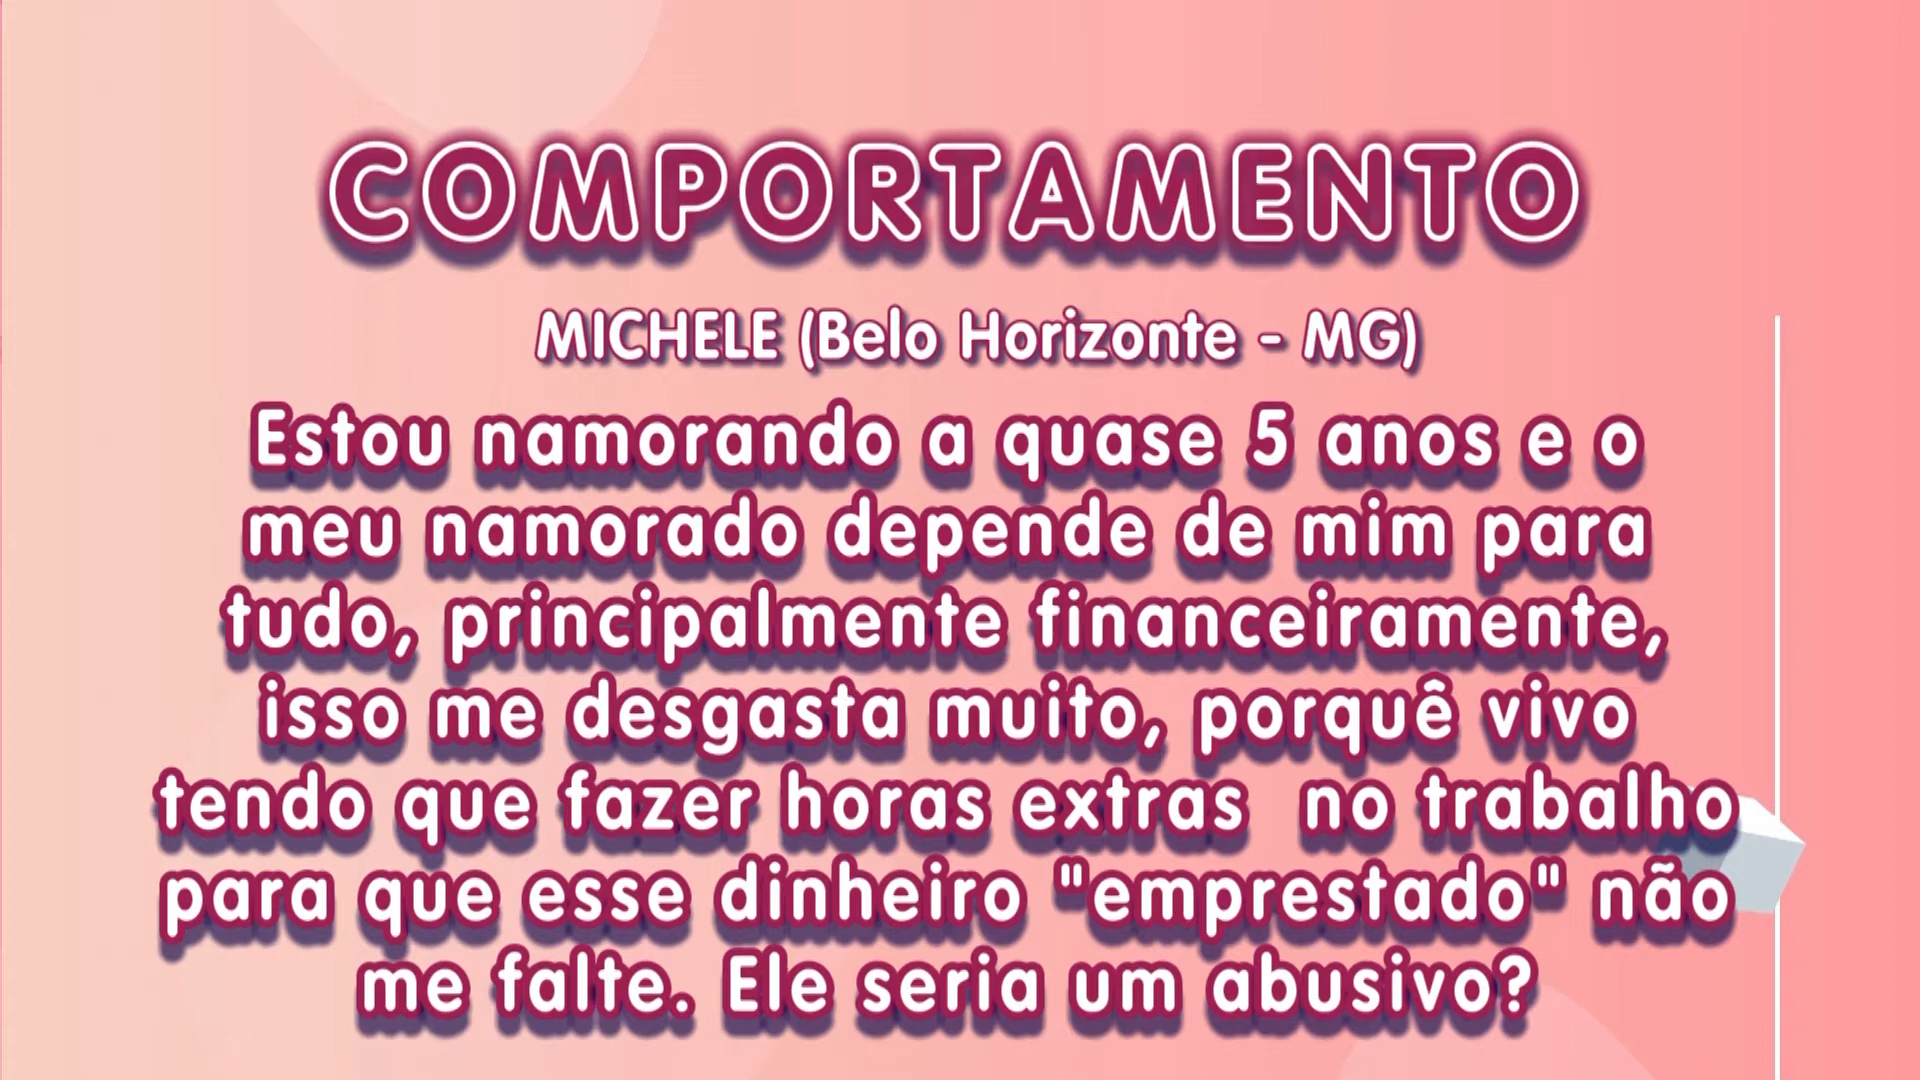 COMPORTAMENTO
MICHELE (Belo Horizonte - MG)
Estou namorando a quase 5 anos e o
meu namorado depende de mim para
tudo, principalmente financeiramente,
isso me desgasta muito, porquê vivo
tendo que fazer horas extras  no trabalho
para que esse dinheiro "emprestado" não
me falte. Ele seria um abusivo?